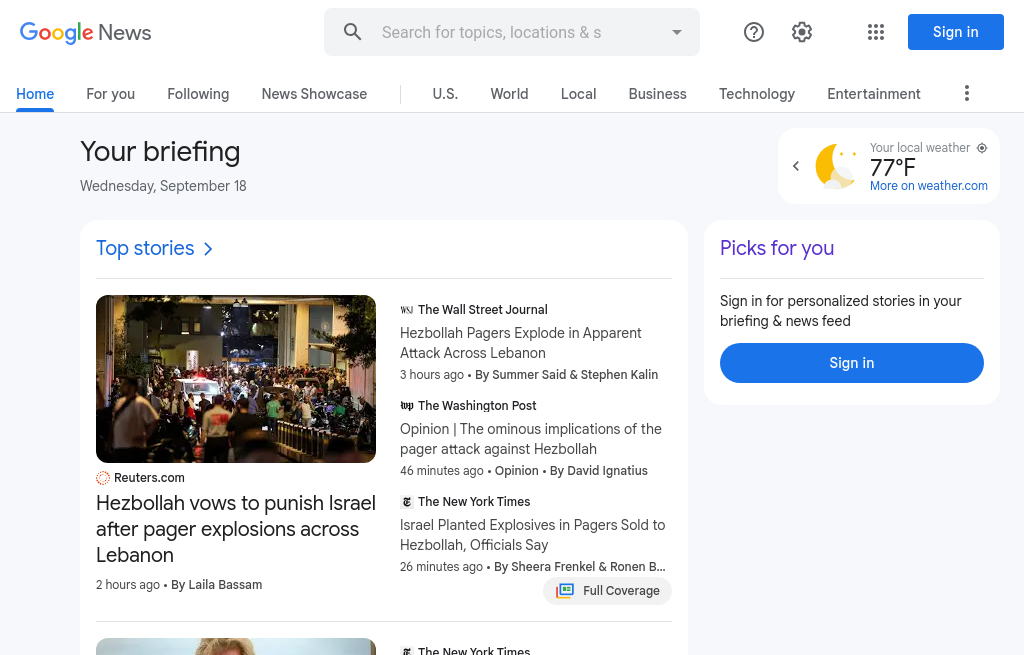 Google News
Search for topics, locations & s
Sign in
Home For you Following News Showcase U.S. World Local Business Technology Entertainment
Your briefing
Wednesday, September 18
Your local weather
77°F
More on weather.com
Top stories
Reuters.com
Hezbollah vows to punish Israel
after pager explosions across
Lebanon
2 hours ago • By Laila Bassam
WSJ The Wall Street Journal
Hezbollah Pagers Explode in Apparent
Attack Across Lebanon
3 hours ago • By Summer Said & Stephen Kalin
wp The Washington Post
Opinion | The ominous implications of the
pager attack against Hezbollah
46 minutes ago • Opinion • By David Ignatius
The New York Times
Israel Planted Explosives in Pagers Sold to
Hezbollah, Officials Say
26 minutes ago • By Sheera Frenkel & Ronen B…
Full Coverage
The New York Times
Picks for you
Sign in for personalized stories in your
briefing & news feed
Sign in